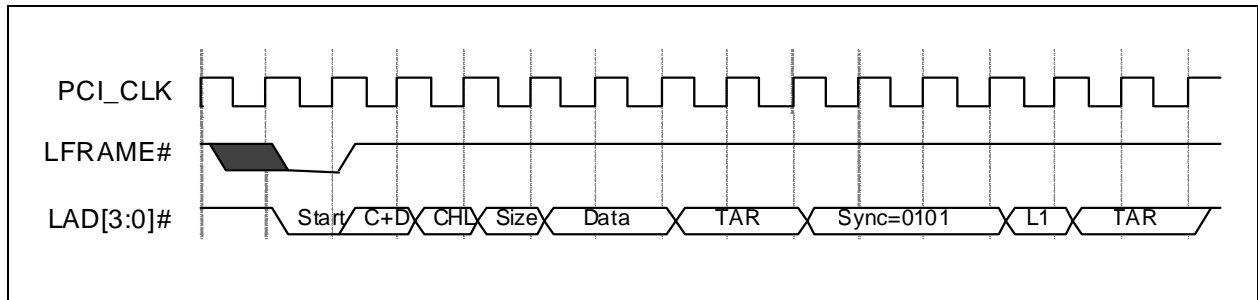 PCI_CLK
LFRAME#
LAD[3:0]# Start C+D CHL Size Data TAR Sync=0101 L1 TAR